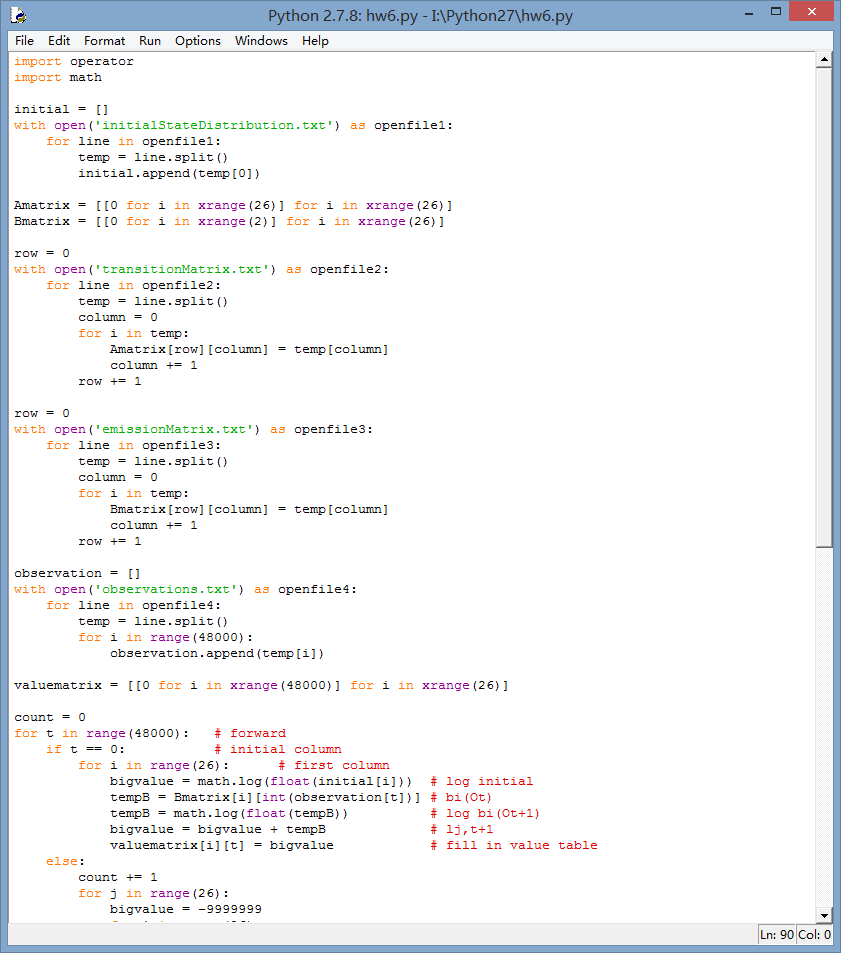 Python 2.7.8: hw6.py - I:\Python27\hw6.py
File Edit Format Run Options Windows Help
import operator
import math

initial = []
with open('initialStateDistribution.txt') as openfile1:
    for line in openfile1:
        temp = line.split()
        initial.append(temp[0])

Amatrix = [[0 for i in xrange(26)] for i in xrange(26)]
Bmatrix = [[0 for i in xrange(2)] for i in xrange(26)]

row = 0
with open('transitionMatrix.txt') as openfile2:
    for line in openfile2:
        temp = line.split()
        column = 0
        for i in temp:
            Amatrix[row][column] = temp[column]
            column += 1
        row += 1

row = 0
with open('emissionMatrix.txt') as openfile3:
    for line in openfile3:
        temp = line.split()
        column = 0
        for i in temp:
            Bmatrix[row][column] = temp[column]
            column += 1
        row += 1

observation = []
with open('observations.txt') as openfile4:
    for line in openfile4:
        temp = line.split()
        for i in range(48000):
            observation.append(temp[i])

valuematrix = [[0 for i in xrange(48000)] for i in xrange(26)]

count = 0
for t in range(48000):   # forward
    if t == 0:           # initial column
        for i in range(26):      # first column
            bigvalue = math.log(float(initial[i]))  # log initial
            tempB = Bmatrix[i][int(observation[t])] # bi(Ot)
            tempB = math.log(float(tempB))          # log bi(Ot+1)
            bigvalue = bigvalue + tempB             # lj,t+1
            valuematrix[i][t] = bigvalue            # fill in value table
    else:
        count += 1
        for j in range(26):
            bigvalue = -9999999
Ln: 90 Col: 0